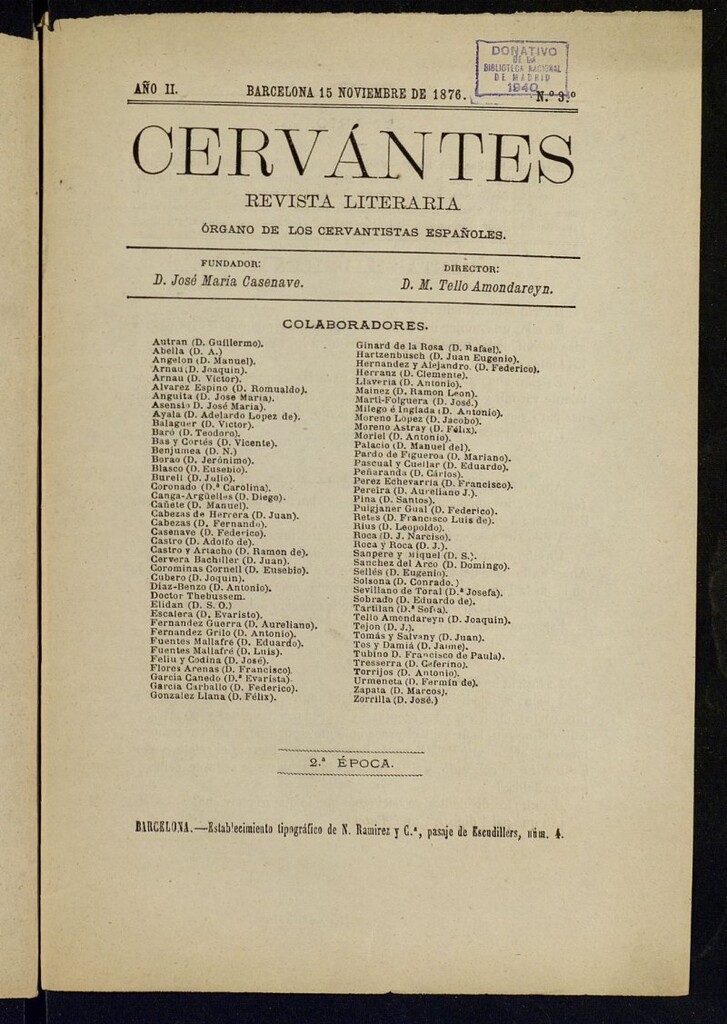 DONATIVO
DE LA
BIBLIOTECA NACIONAL
DE MADRID
1940
AÑO II. BARCELONA 15 NOVIEMBRE DE 1876. N.º 3.º
CERVÁNTES
REVISTA LITERARIA
ÓRGANO DE LOS CERVANTISTAS ESPAÑOLES.
FUNDADOR:
D. José María Casenave.
DIRECTOR:
D. M. Tello Amondareyn.
COLABORADORES.
Autran (D. Guillermo).
Abella (D. A.)
Angelon (D. Manuel).
Arnau (D. Joaquin).
Arnau (D. Victor).
Alvarez Espino (D. Romualdo).
Anguita (D. Jose Maria).
Asensio D. José Maria).
Ayala (D. Adelardo Lopez de).
Balaguer (D. Victor).
Baró (D. Teodoro).
Bas y Cortés (D. Vicente).
Benjumea (D. N.)
Borao (D. Jerónimo).
Blasco (D. Eusebio).
Burell (D. Julio).
Coronado (D.ª Carolina).
Canga-Argüelles (D. Diego).
Cañete (D. Manuel).
Cabezas de Herrera (D. Juan).
Cabezas (D. Fernando).
Casenave (D. Federico).
Castro (D. Adolfo de).
Castro y Artacho (D. Ramon de).
Cervera Bachiller (D. Juan).
Corominas Cornell (D. Eusebio).
Cubero (D. Joquin).
Diaz-Benzo (D. Antonio).
Doctor Thebussem.
Elidan (D. S. O.)
Escalera (D. Evaristo).
Fernandez Guerra (D. Aureliano).
Fernandez Grilo (D. Antonio).
Fuentes Mallafré (D. Eduardo).
Fuentes Mallafré (D. Luis).
Feliu y Codina (D. José).
Flores Arenas (D. Francisco).
Garcia Canedo (D.ª Evarista).
Garcia Carballo (D. Federico).
Gonzalez Llana (D. Félix).
Ginard de la Rosa (D. Rafael).
Hartzenbusch (D. Juan Eugenio).
Hernandez y Alejandro. (D. Federico).
Herranz (D. Clemente).
Llaveria (D. Antonio).
Mainez (D. Ramon Leon).
Marti-Folguera (D. José.)
Milego é Inglada (D. Antonio).
Moreno Lopez (D. Jacobo).
Moreno Astray (D. Félix).
Moriel (D. Antonio).
Palacio (D. Manuel del).
Pardo de Figueroa (D. Mariano).
Pascual y Cuellar (D. Eduardo).
Peñaranda (D. Cárlos).
Perez Echevarria (D. Francisco).
Pereira (D. Aureliano J.).
Pina (D. Santos).
Puigjaner Gual (D. Federico).
Retes (D. Francisco Luis de).
Rius (D. Leopoldo).
Roca (D. J. Narciso).
Roca y Roca (D. J.).
Sanpere y Miquel (D. S.).
Sanchez del Arco (D. Domingo).
Sellés (D. Eugenio).
Solsona (D. Conrado.)
Sevillano de Toral (D.ª Josefa).
Sobrado (D. Eduardo de).
Tartilan (D.ª Sofia).
Tello Amondareyn (D. Joaquin).
Tejon (D. J.).
Tomás y Salvany (D. Juan).
Tos y Damiá (D. Jaime).
Tubino D. Francisco de Paula).
Tresserra (D. Ceferino).
Torrijos (D. Antonio).
Urmeneta (D. Fermin de).
Zapata (D. Marcos).
Zorrilla (D. José.)
2.ª ÉPOCA.
BARCELONA.—Establecimiento tipográfico de N. Ramirez y C.ª, pasaje de Escudillers, núm. 4.